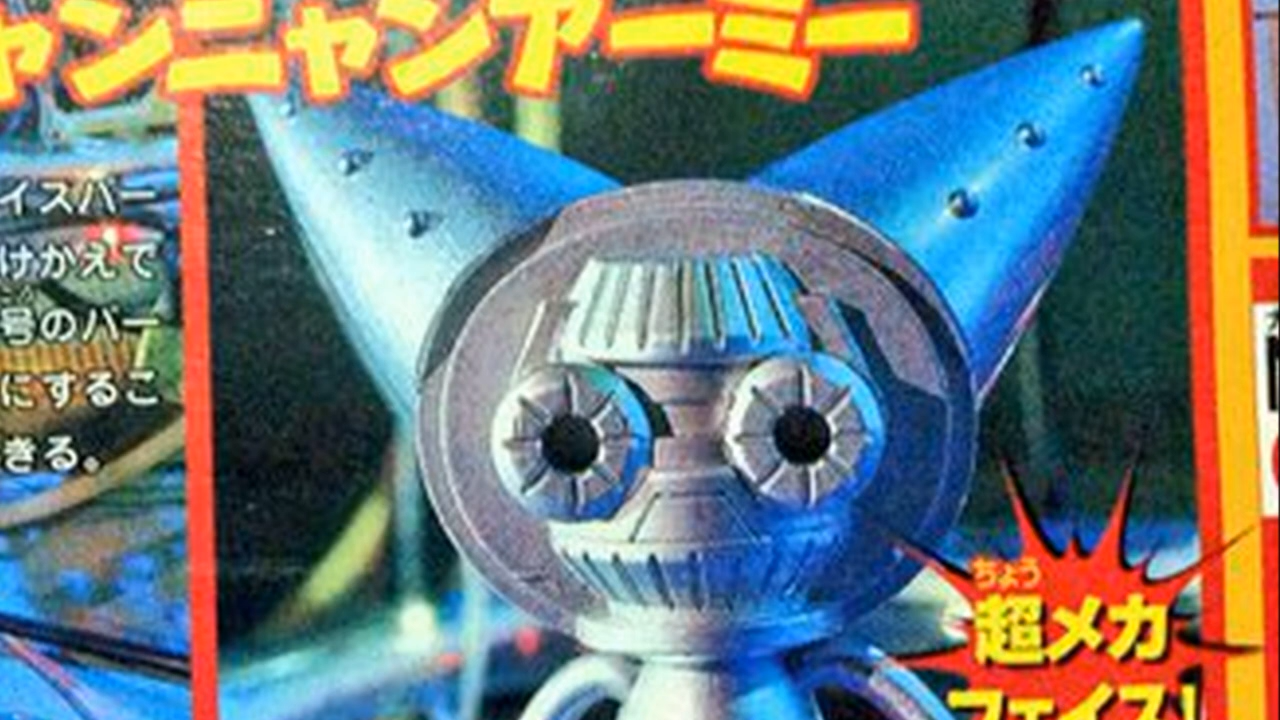 ャンニャンアーミー
イスバー
けかえて
号のバー
にするこ
きる。
ちょう
超メカ
フェイス!